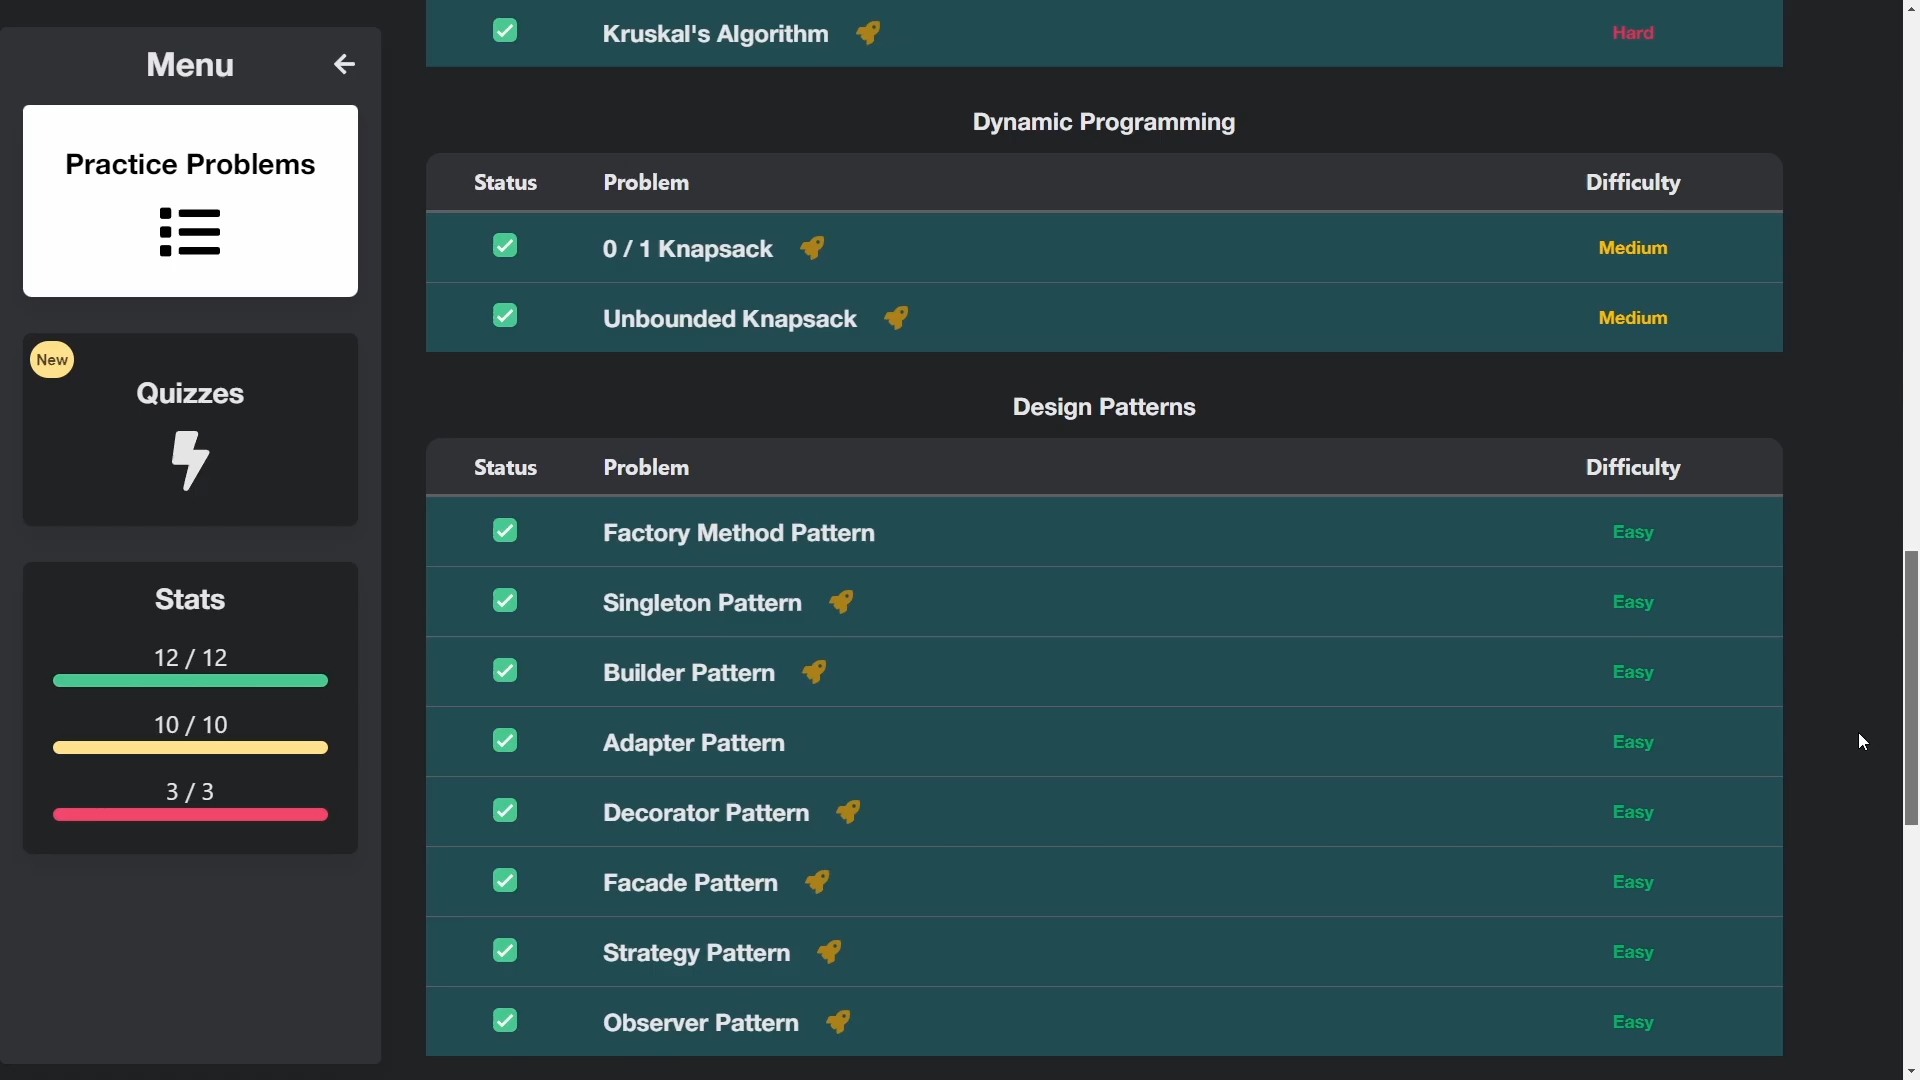 Menu
Practice Problems
New
Quizzes
Stats
12 / 12
10 / 10
3 / 3
Kruskal's Algorithm Hard
Dynamic Programming
Status Problem Difficulty
0 / 1 Knapsack Medium
Unbounded Knapsack Medium
Design Patterns
Status Problem Difficulty
Factory Method Pattern Easy
Singleton Pattern Easy
Builder Pattern Easy
Adapter Pattern Easy
Decorator Pattern Easy
Facade Pattern Easy
Strategy Pattern Easy
Observer Pattern Easy